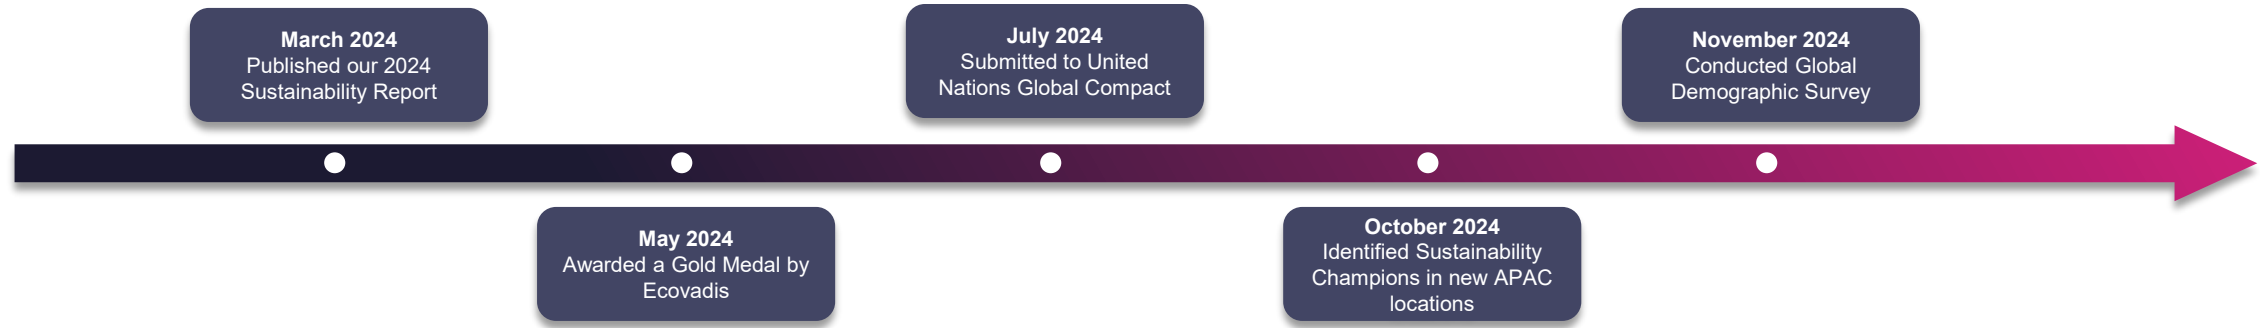 March 2024
Published our 2024
Sustainability Report
May 2024
Awarded a Gold Medal by
Ecovadis
July 2024
Submitted to United
Nations Global Compact
October 2024
Identified Sustainability
Champions in new APAC
locations
November 2024
Conducted Global
Demographic Survey